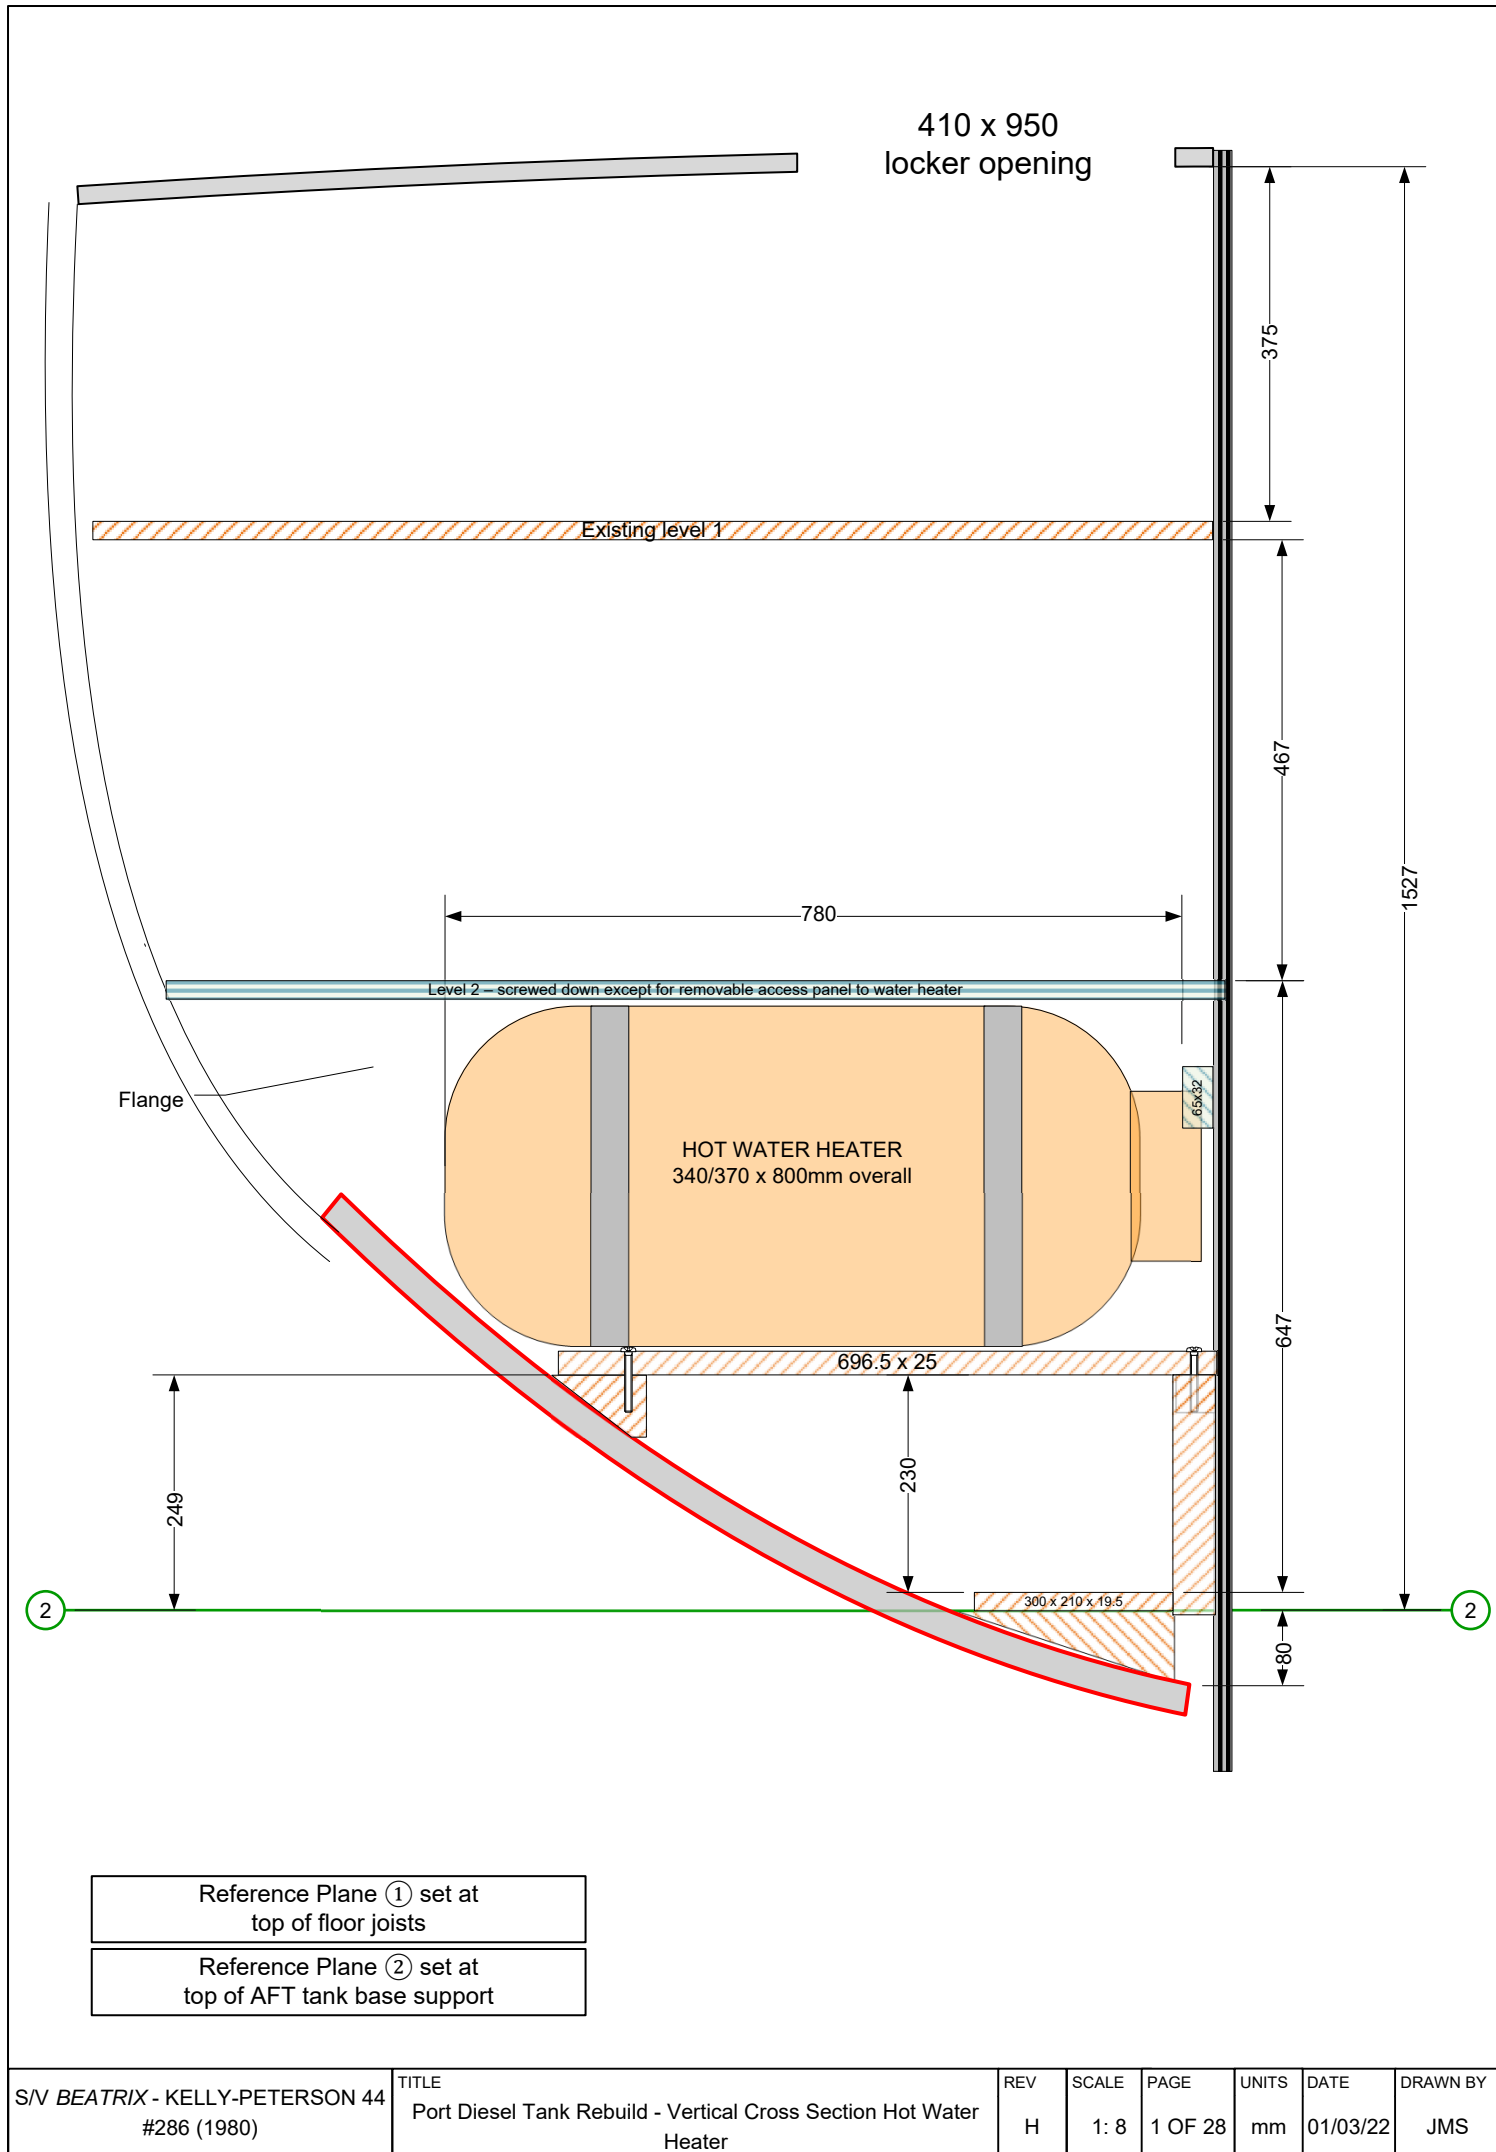 410 x 950
locker opening
375
Existing level 1
467
1527
780
Level 2 – screwed down except for removable access panel to water heater
65x32
Flange
HOT WATER HEATER
340/370 x 800mm overall
647
696.5 x 25
230
249
300 x 210 x 19.5
2
2
80
Reference Plane ① set at
top of floor joists
Reference Plane ② set at
top of AFT tank base support
S/V BEATRIX - KELLY-PETERSON 44
#286 (1980)
TITLE
Port Diesel Tank Rebuild - Vertical Cross Section Hot Water
Heater
REV
H
SCALE
1: 8
PAGE
1 OF 28
UNITS
mm
DATE
01/03/22
DRAWN BY
JMS